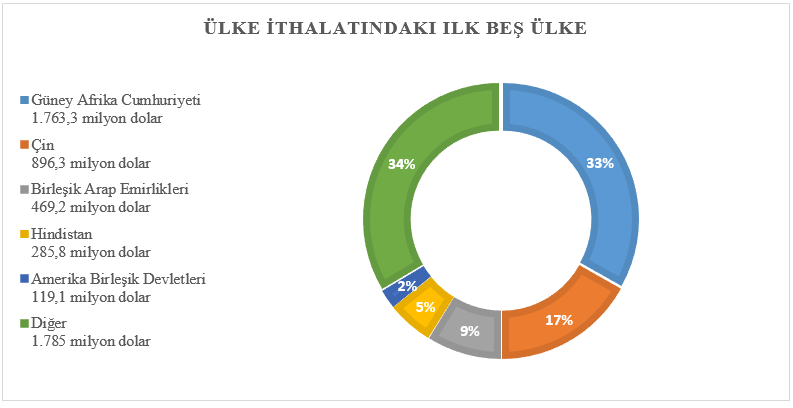 ÜLKE İTHALATINDAKI ILK BEŞ ÜLKE
Güney Afrika Cumhuriyeti
1.763,3 milyon dolar
Çin
896,3 milyon dolar
Birleşik Arap Emirlikleri
469,2 milyon dolar
Hindistan
285,8 milyon dolar
Amerika Birleşik Devletleri
119,1 milyon dolar
Diğer
1.785 milyon dolar
33%
17%
9%
5%
2%
34%